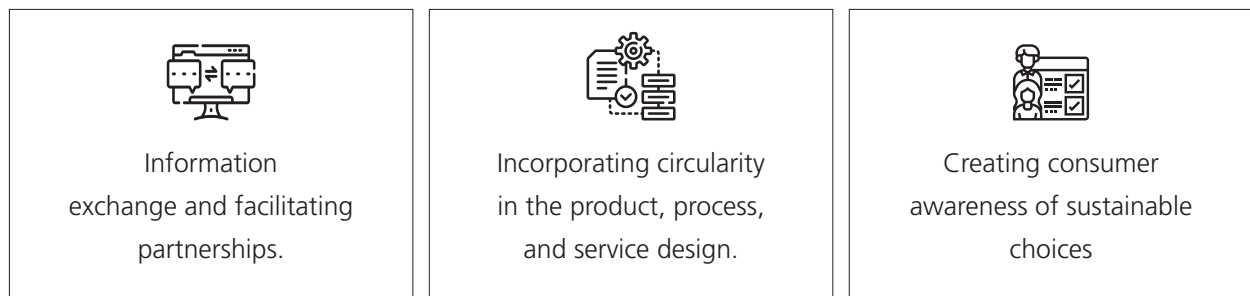 Information
exchange and facilitating
partnerships.
Incorporating circularity
in the product, process,
and service design.
Creating consumer
awareness of sustainable
choices